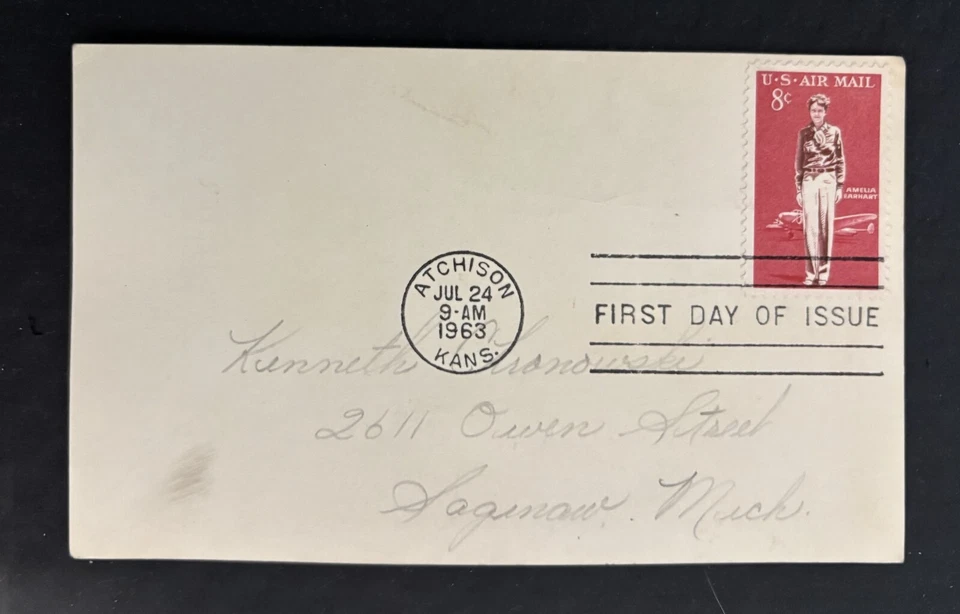 U·S·AIR MAIL
8¢
AMELIA
EARHART
ATCHISON
JUL 24
9-AM
1963
KANS.
FIRST DAY OF ISSUE
Kenneth
2611 Owen Street
Saginaw. Mich.